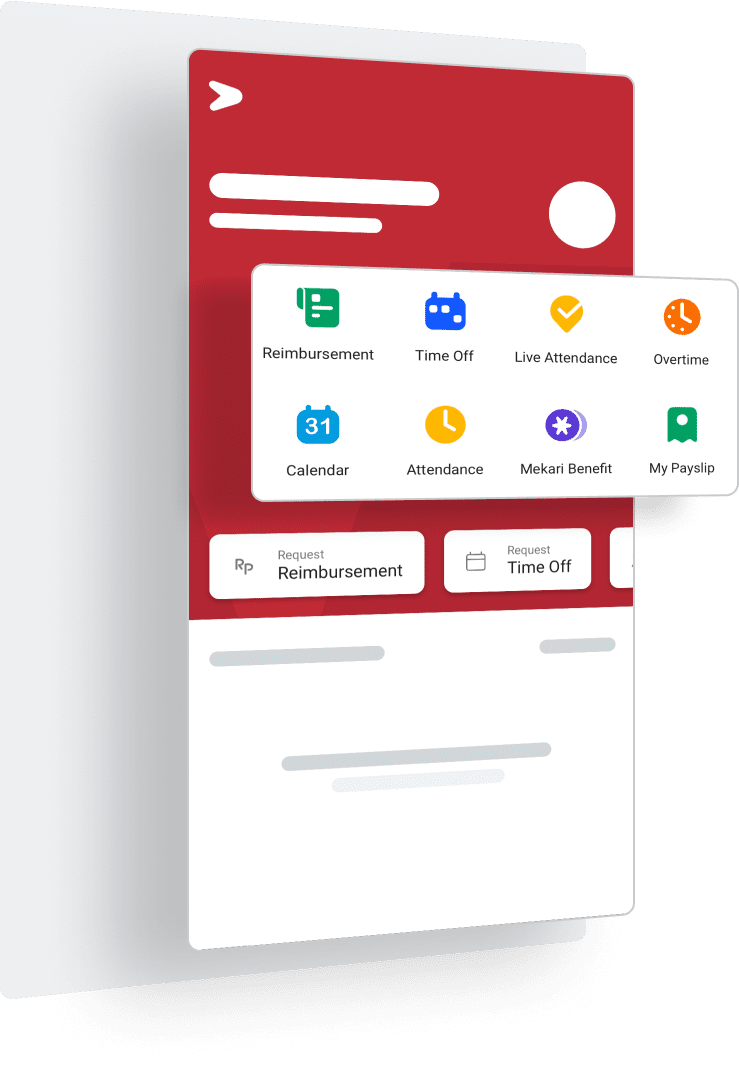 Reimbursement
Time Off
Live Attendance
Overtime
31
Calendar
Attendance
Mekari Benefit
My Payslip
Rp
Request
Reimbursement
Request
Time Off